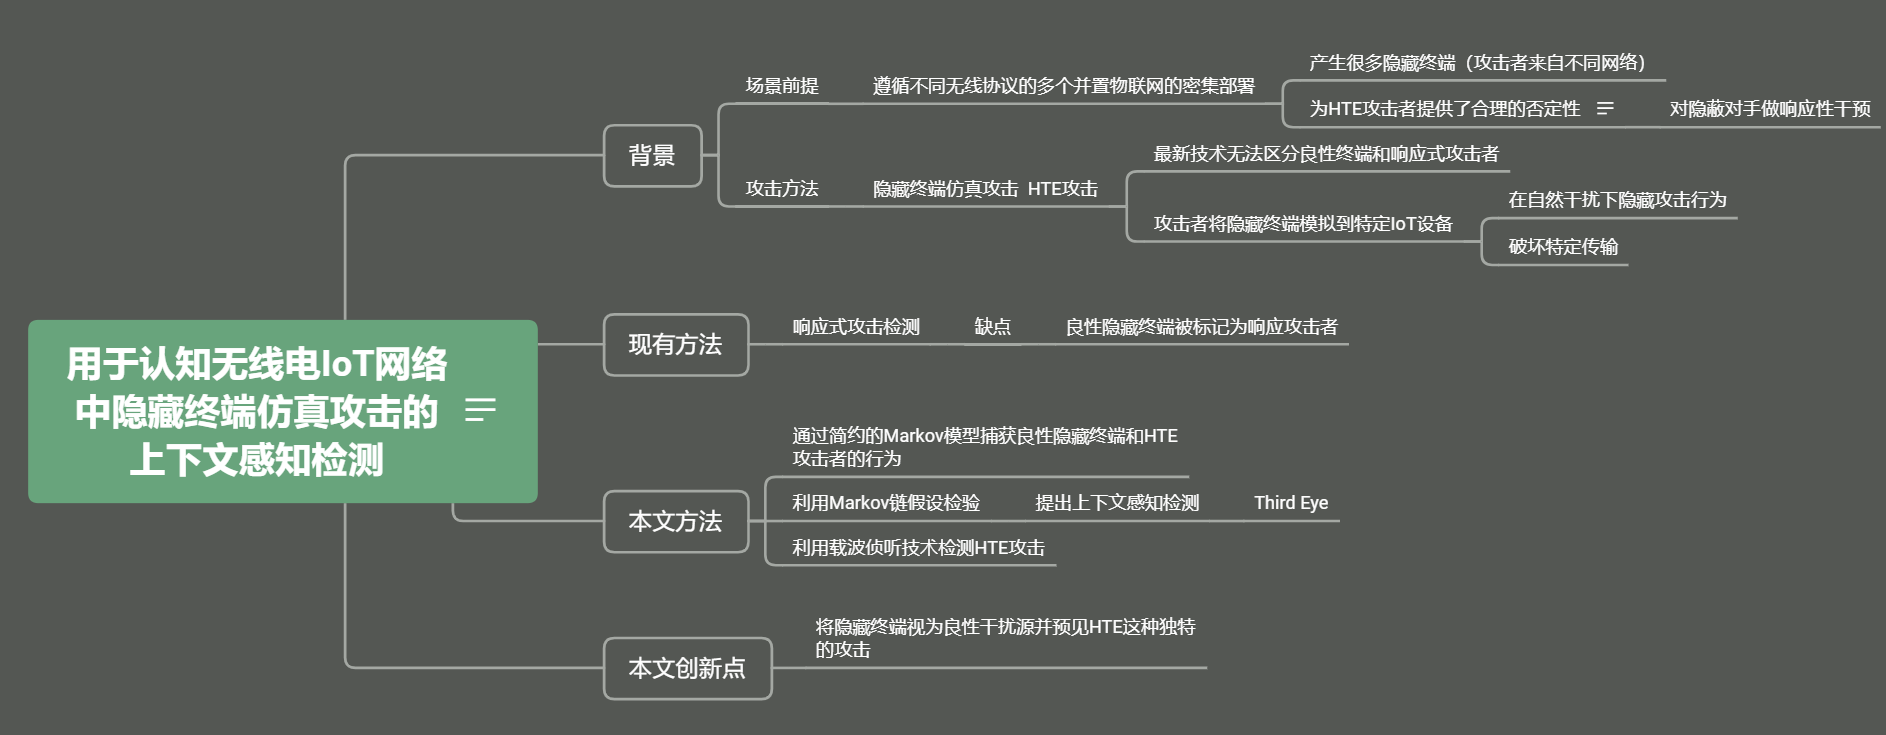 用于认知无线电IoT网络
中隐藏终端仿真攻击的
上下文感知检测
背景
场景前提
遵循不同无线协议的多个并置物联网的密集部署
产生很多隐藏终端（攻击者来自不同网络）
为HTE攻击者提供了合理的否定性
对隐蔽对手做响应性干预
攻击方法
隐藏终端仿真攻击 HTE攻击
最新技术无法区分良性终端和响应式攻击者
攻击者将隐藏终端模拟到特定IoT设备
在自然干扰下隐藏攻击行为
破坏特定传输
现有方法
响应式攻击检测
缺点
良性隐藏终端被标记为响应攻击者
本文方法
通过简约的Markov模型捕获良性隐藏终端和HTE
攻击者的行为
利用Markov链假设检验
提出上下文感知检测
Third Eye
利用载波侦听技术检测HTE攻击
本文创新点
将隐藏终端视为良性干扰源并预见HTE这种独特
的攻击